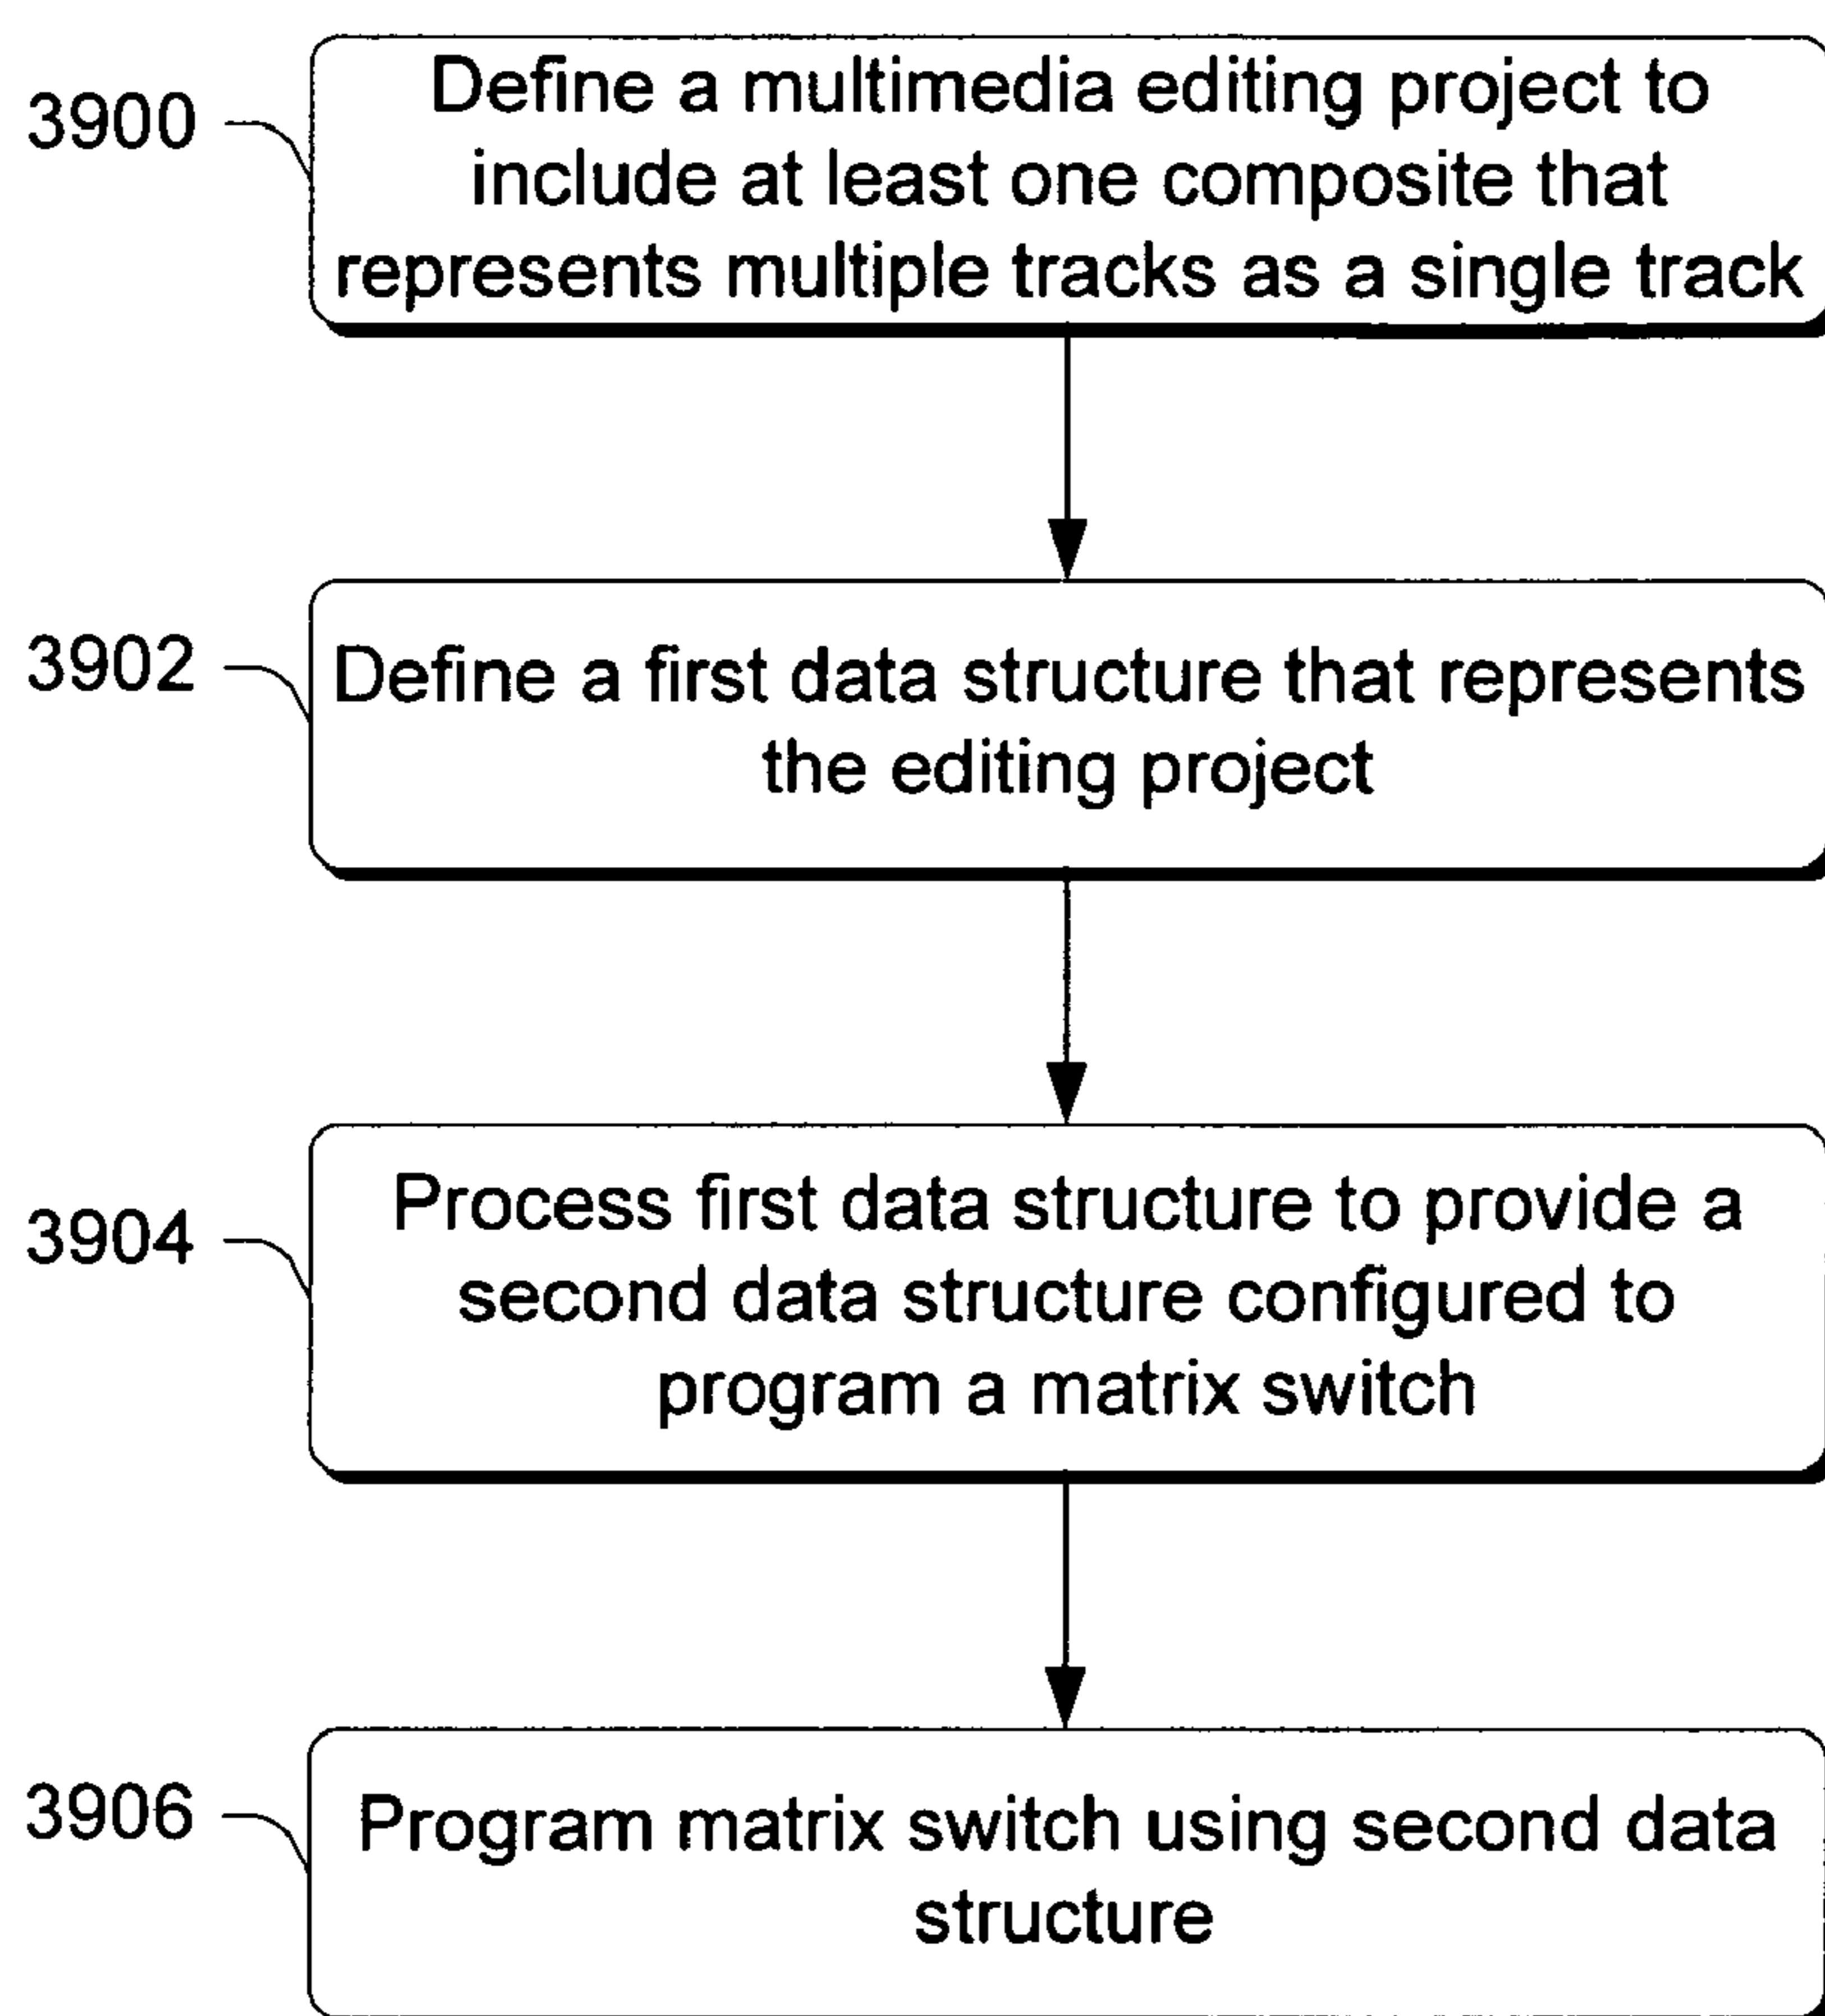 3900
Define a multimedia editing project to
include at least one composite that
represents multiple tracks as a single track
3902
Define a first data structure that represents
the editing project
3904
Process first data structure to provide a
second data structure configured to
program a matrix switch
3906
Program matrix switch using second data
structure